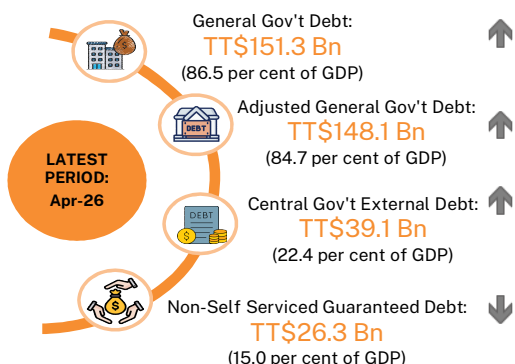 General Gov't Debt:
TT$151.3 Bn
(86.5 per cent of GDP)
Adjusted General Gov't Debt:
TT$148.1 Bn
(84.7 per cent of GDP)
DEBT
LATEST
PERIOD:
Apr-26
Central Gov't External Debt:
TT$39.1 Bn
(22.4 per cent of GDP)
DEBT
Non-Self Serviced Guaranteed Debt:
TT$26.3 Bn
(15.0 per cent of GDP)